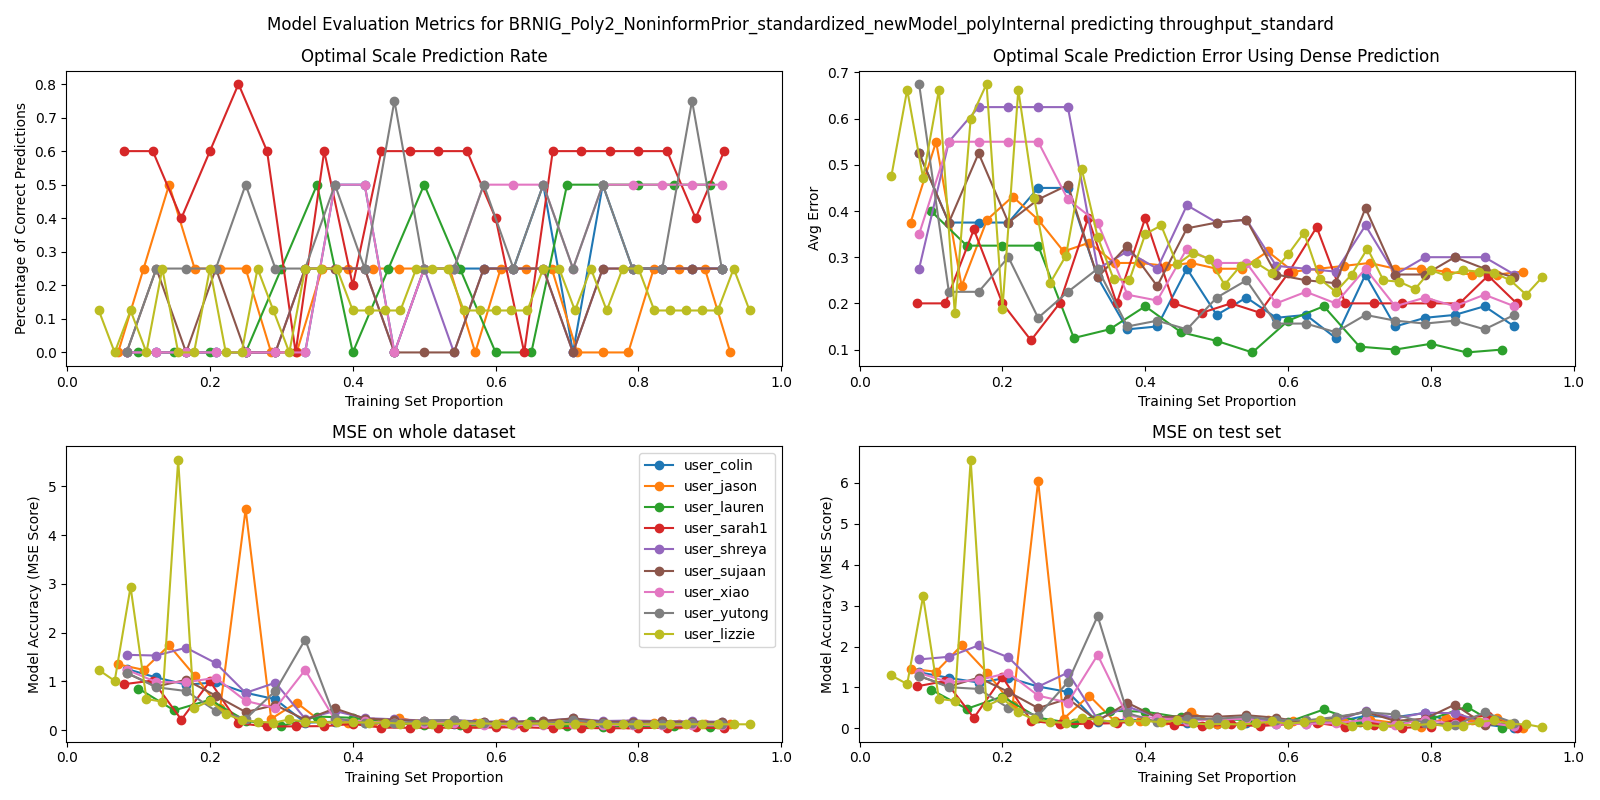 Model Evaluation Metrics for BRNIG_Poly2_NoninformPrior_standardized_newModel_polyInternal predicting throughput_standard
Optimal Scale Prediction Rate
Percentage of Correct Predictions
0.8
0.7
0.6
0.5
0.4
0.3
0.2
0.1
0.0
0.0 0.2 0.4 0.6 0.8 1.0
Training Set Proportion
Optimal Scale Prediction Error Using Dense Prediction
Avg Error
0.7
0.6
0.5
0.4
0.3
0.2
0.1
0.0 0.2 0.4 0.6 0.8 1.0
Training Set Proportion
MSE on whole dataset
Model Accuracy (MSE Score)
5
4
3
2
1
0
0.0 0.2 0.4 0.6 0.8 1.0
Training Set Proportion
user_colin
user_jason
user_lauren
user_sarah1
user_shreya
user_sujaan
user_xiao
user_yutong
user_lizzie
MSE on test set
Model Accuracy (MSE Score)
6
5
4
3
2
1
0
0.0 0.2 0.4 0.6 0.8 1.0
Training Set Proportion